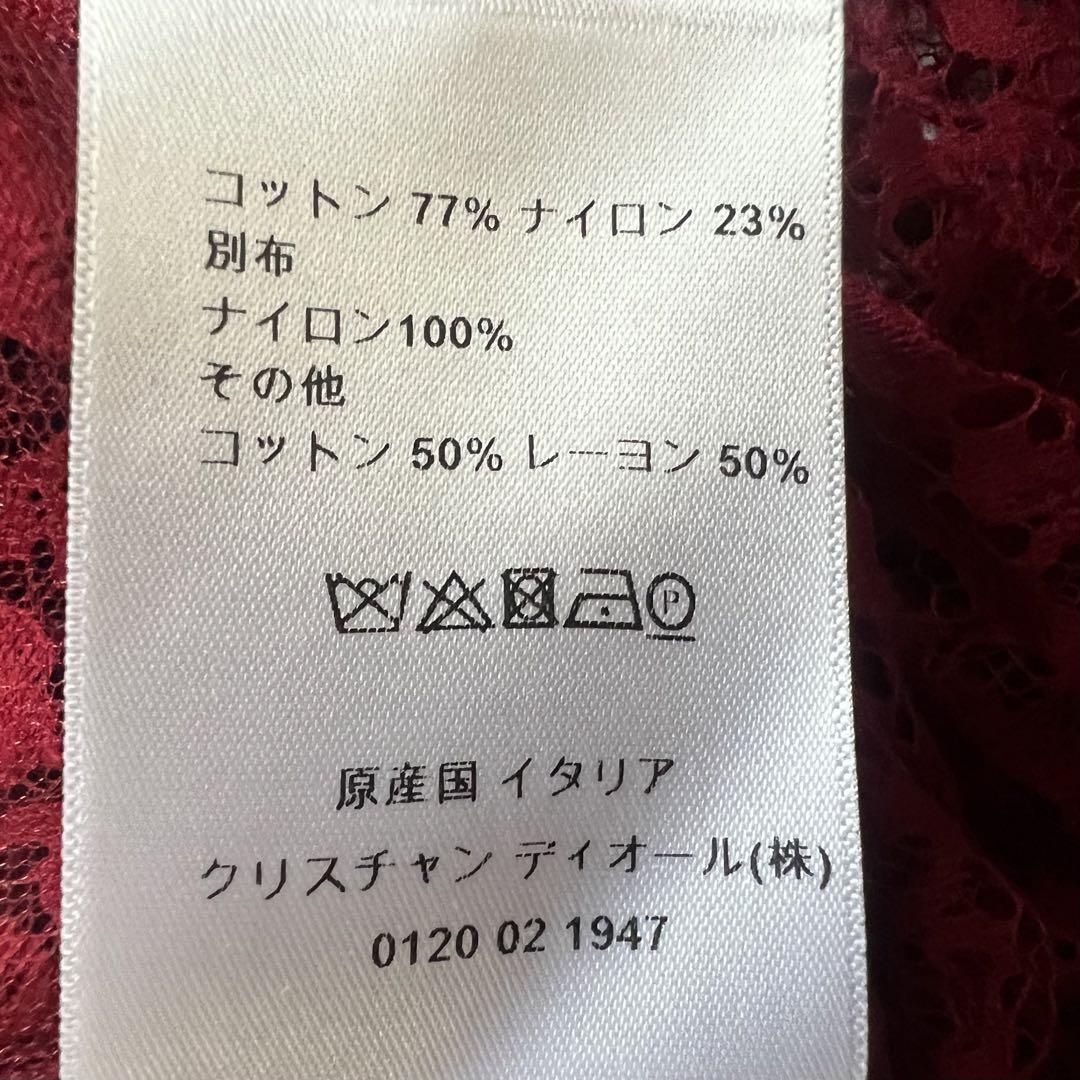 コットン 77% ナイロン 23%
別布
ナイロン100%
その他
コットン 50% レーヨン 50%
P
原産国 イタリア
クリスチャン ディオール(株)
0120 02 1947